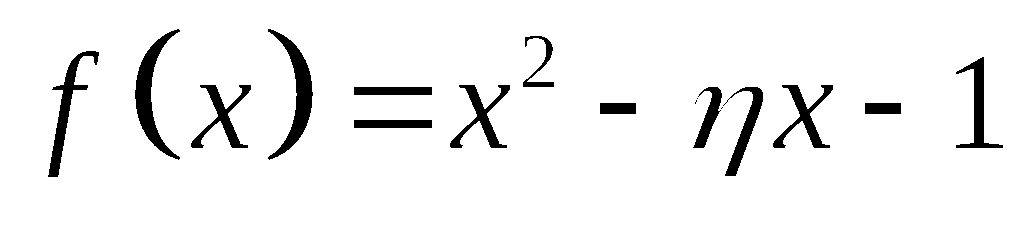 f(x)=x² - ηx - 1